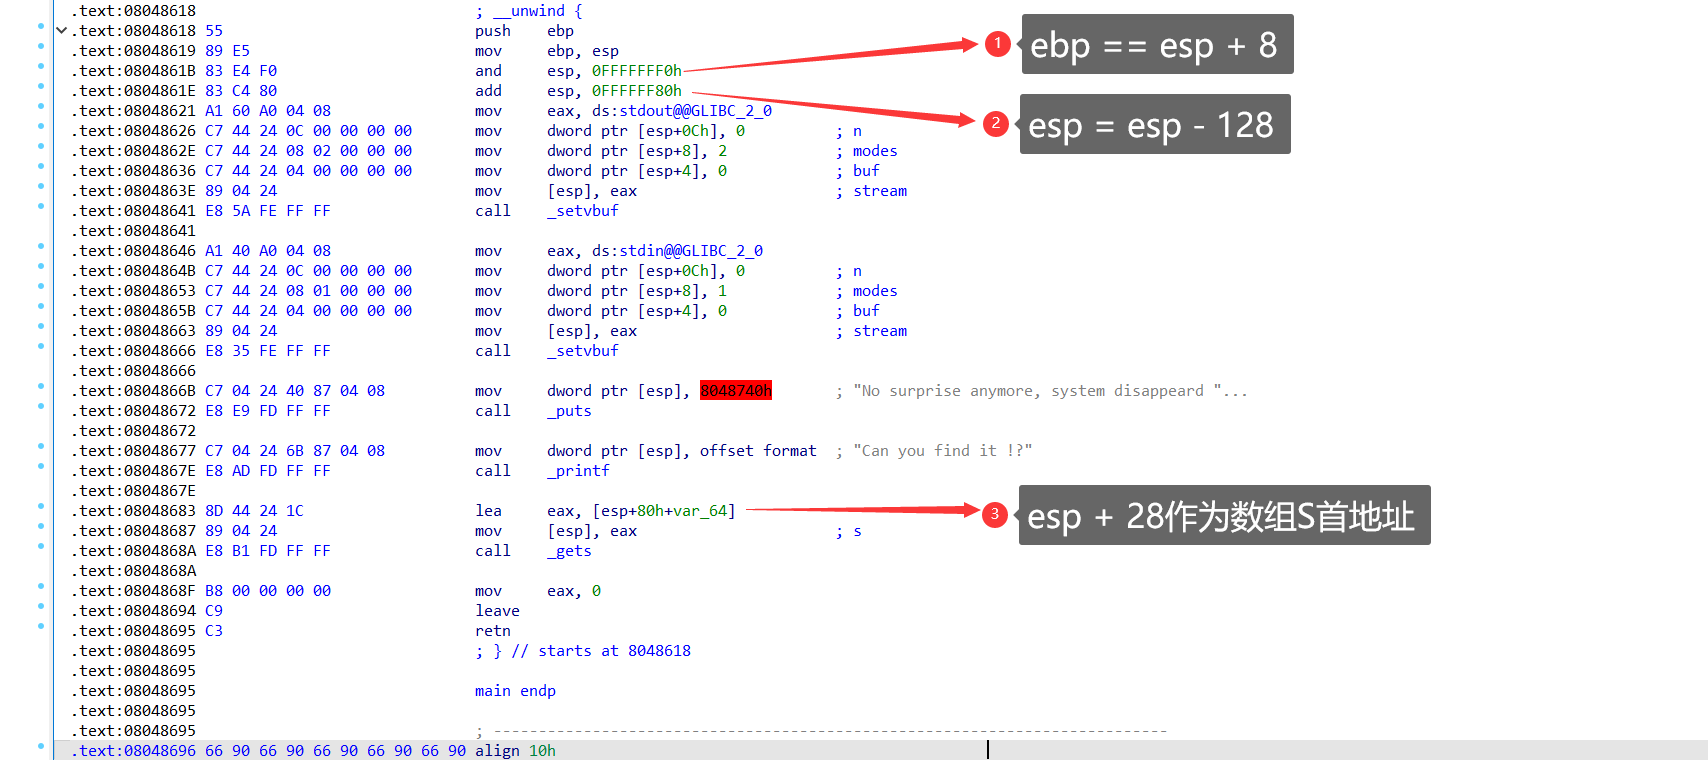 .text:08048618 ; __unwind {
.text:08048618 55 push ebp
.text:08048619 89 E5 mov ebp, esp
.text:0804861B 83 E4 F0 and esp, 0FFFFFFF0h
① ebp == esp + 8
.text:0804861E 83 C4 80 add esp, 0FFFFFF80h
.text:08048621 A1 60 A0 04 08 mov eax, ds:stdout@@GLIBC_2_0
② esp = esp - 128
.text:08048626 C7 44 24 0C 00 00 00 00 mov dword ptr [esp+0Ch], 0 ; n
.text:0804862E C7 44 24 08 02 00 00 00 mov dword ptr [esp+8], 2 ; modes
.text:08048636 C7 44 24 04 00 00 00 00 mov dword ptr [esp+4], 0 ; buf
.text:0804863E 89 04 24 mov [esp], eax ; stream
.text:08048641 E8 5A FE FF FF call _setvbuf
.text:08048641
.text:08048646 A1 40 A0 04 08 mov eax, ds:stdin@@GLIBC_2_0
.text:0804864B C7 44 24 0C 00 00 00 00 mov dword ptr [esp+0Ch], 0 ; n
.text:08048653 C7 44 24 08 01 00 00 00 mov dword ptr [esp+8], 1 ; modes
.text:0804865B C7 44 24 04 00 00 00 00 mov dword ptr [esp+4], 0 ; buf
.text:08048663 89 04 24 mov [esp], eax ; stream
.text:08048666 E8 35 FE FF FF call _setvbuf
.text:08048666
.text:0804866B C7 04 24 40 87 04 08 mov dword ptr [esp], 8048740h ; "No surprise anymore, system disappeard "...
.text:08048672 E8 E9 FD FF FF call _puts
.text:08048672
.text:08048677 C7 04 24 6B 87 04 08 mov dword ptr [esp], offset format ; "Can you find it !?"
.text:0804867E E8 AD FD FF FF call _printf
.text:0804867E
.text:08048683 8D 44 24 1C lea eax, [esp+80h+var_64]
③ esp + 28作为数组S首地址
.text:08048687 89 04 24 mov [esp], eax ; s
.text:0804868A E8 B1 FD FF FF call _gets
.text:0804868A
.text:0804868F B8 00 00 00 00 mov eax, 0
.text:08048694 C9 leave
.text:08048695 C3 retn
.text:08048695 ; } // starts at 8048618
.text:08048695
.text:08048695 main endp
.text:08048695
.text:08048695 ; ---------------------------------------------------------------------------
.text:08048696 66 90 66 90 66 90 66 90 66 90 align 10h